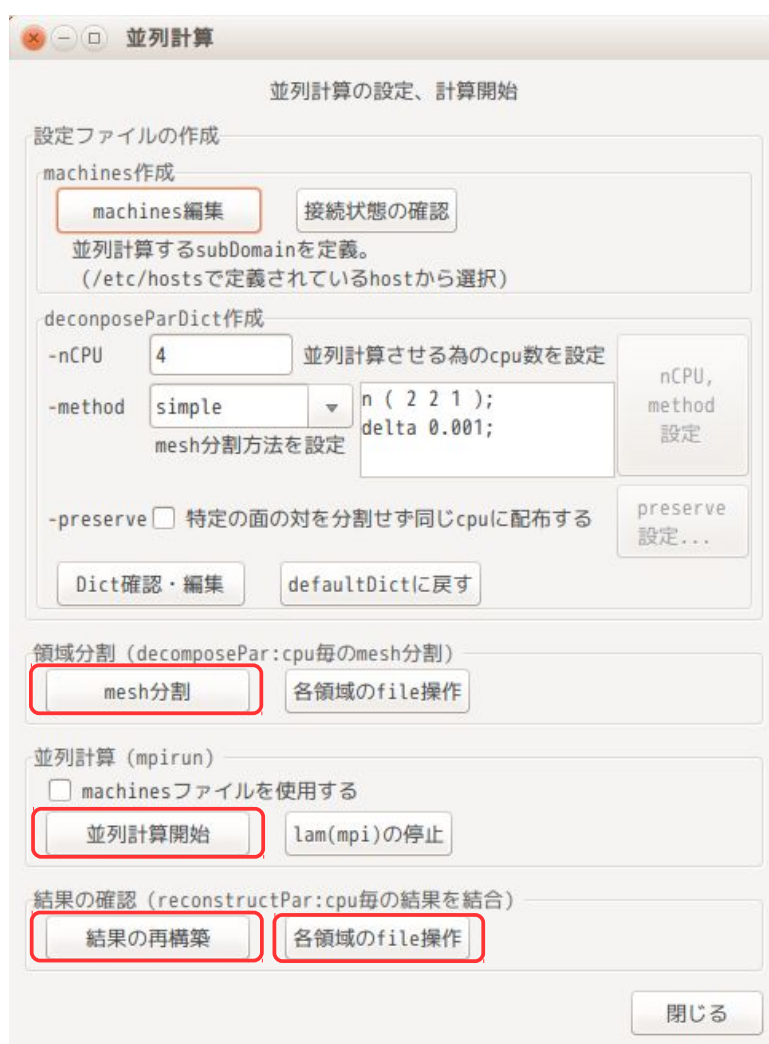 並列計算
並列計算の設定、計算開始
設定ファイルの作成
machines作成
machines編集 接続状態の確認
並列計算するsubDomainを定義。
(/etc/hostsで定義されているhostから選択)
deconposeParDict作成
-nCPU 4 並列計算させる為のcpu数を設定
-method simple
mesh分割方法を設定
n ( 2 2 1 );
delta 0.001;
nCPU,
method
設定
-preserve 特定の面の対を分割せず同じcpuに配布する
preserve
設定...
Dict確認・編集 defaultDictに戻す
領域分割 (decomposePar:cpu毎のmesh分割)
mesh分割 各領域のfile操作
並列計算 (mpirun)
machinesファイルを使用する
並列計算開始 lam(mpi)の停止
結果の確認 (reconstructPar:cpu毎の結果を結合)
結果の再構築 各領域のfile操作
閉じる